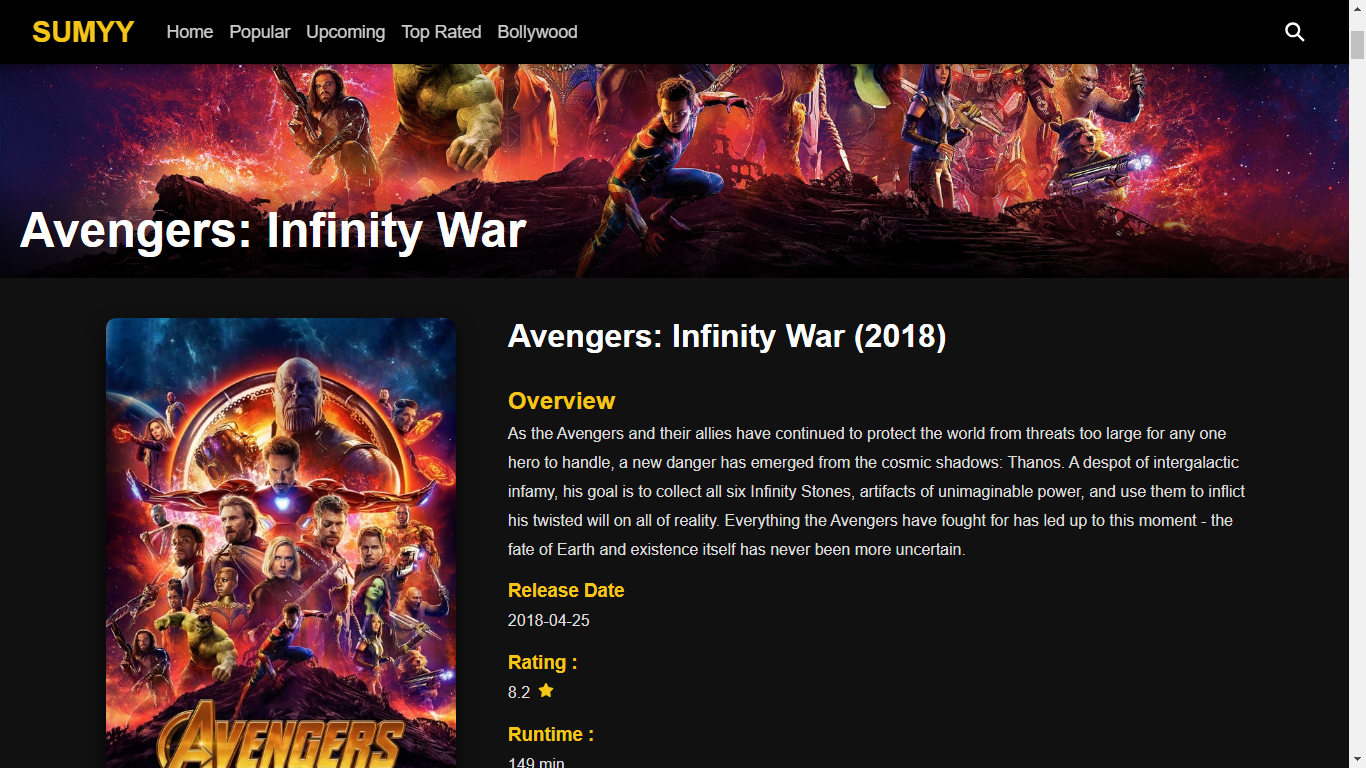 SUMYY Home Popular Upcoming Top Rated Bollywood
Avengers: Infinity War
AVENGERS
Avengers: Infinity War (2018)
Overview
As the Avengers and their allies have continued to protect the world from threats too large for any one
hero to handle, a new danger has emerged from the cosmic shadows: Thanos. A despot of intergalactic
infamy, his goal is to collect all six Infinity Stones, artifacts of unimaginable power, and use them to inflict
his twisted will on all of reality. Everything the Avengers have fought for has led up to this moment - the
fate of Earth and existence itself has never been more uncertain.
Release Date
2018-04-25
Rating :
8.2
Runtime :
149 min